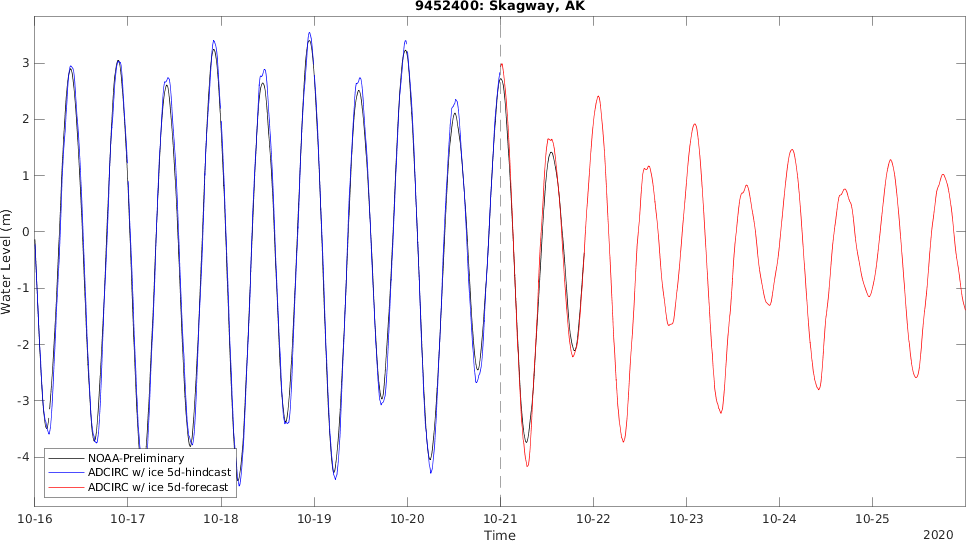 9452400: Skagway, AK
Water Level (m)
3
2
1
0
-1
-2
-3
-4
NOAA-Preliminary
ADCIRC w/ ice 5d-hindcast
ADCIRC w/ ice 5d-forecast
10-16 10-17 10-18 10-19 10-20 10-21 10-22 10-23 10-24 10-25
Time
2020